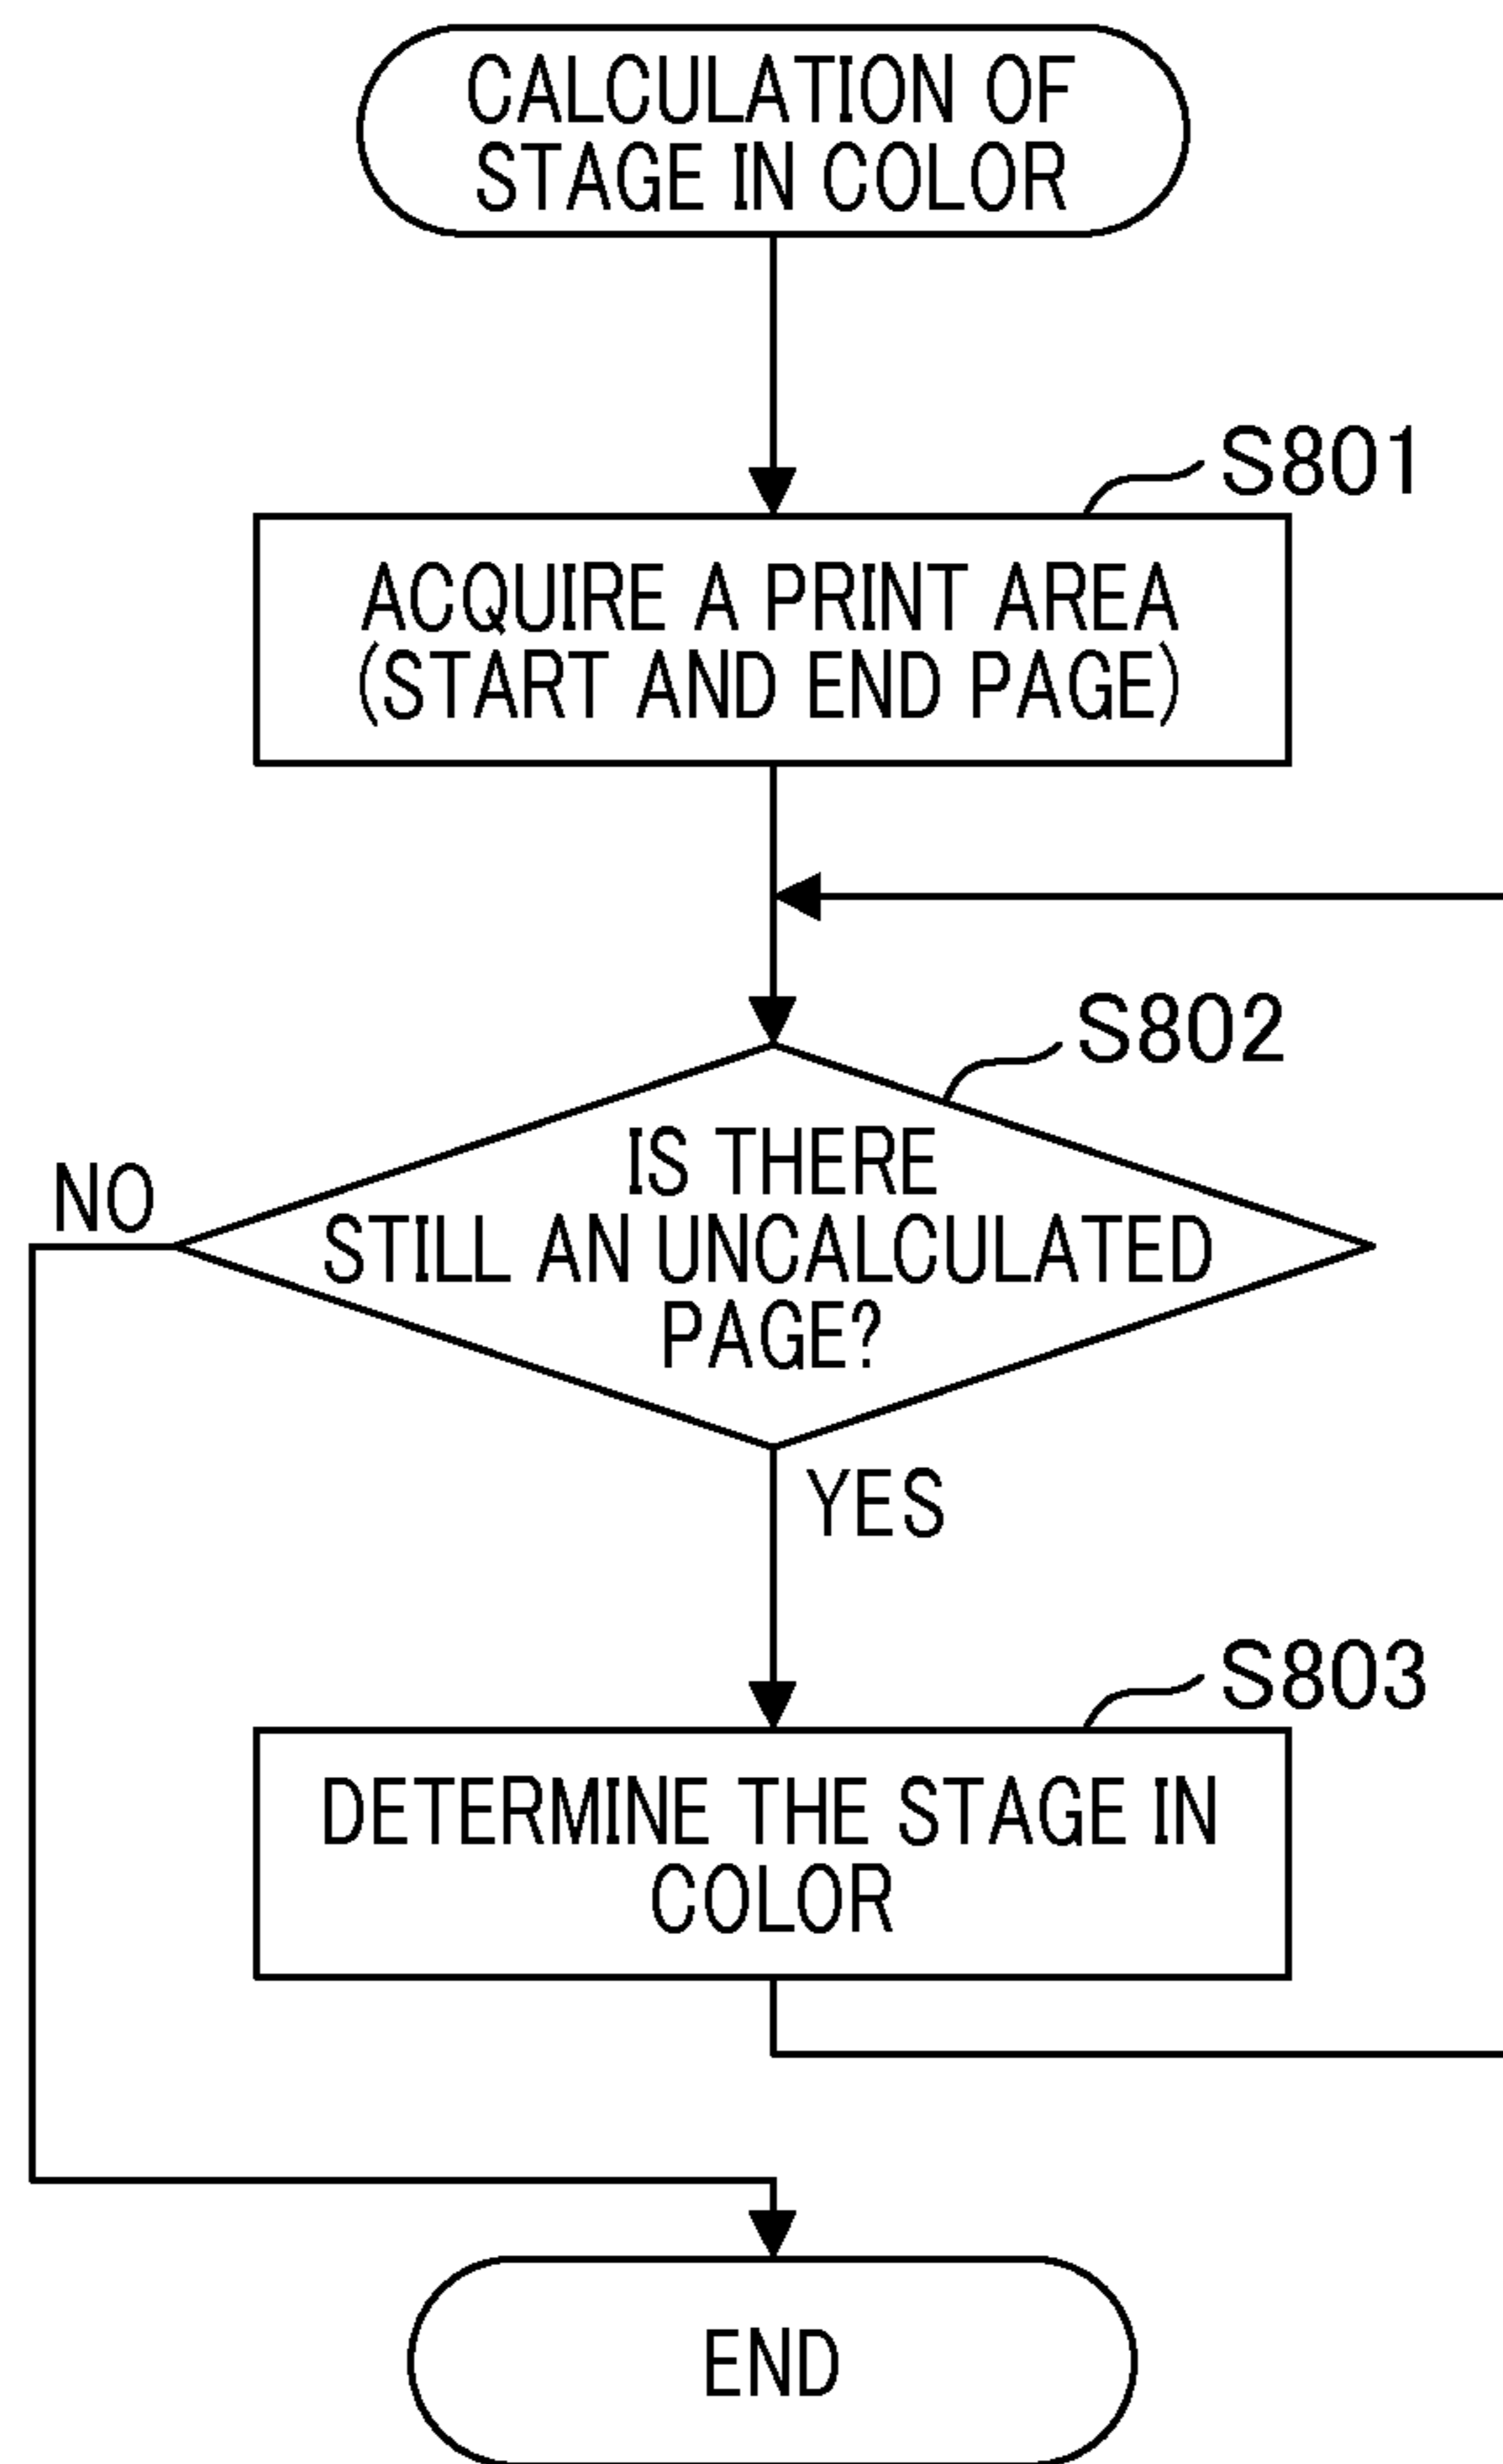 CALCULATION OF
STAGE IN COLOR
S801
ACQUIRE A PRINT AREA
(START AND END PAGE)
S802
IS THERE
STILL AN UNCALCULATED
PAGE?
NO
YES
S803
DETERMINE THE STAGE IN
COLOR
END